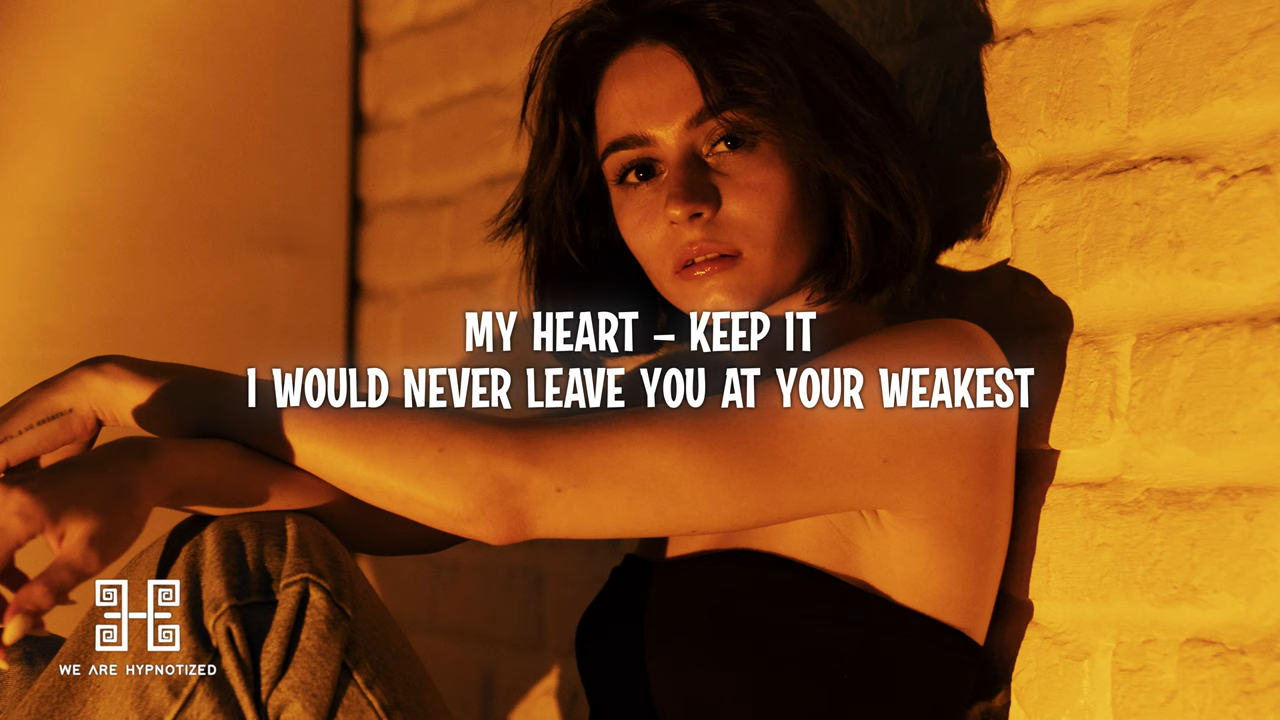 MY HEART – KEEP IT
I WOULD NEVER LEAVE YOU AT YOUR WEAKEST
WE ARE HYPNOTIZED